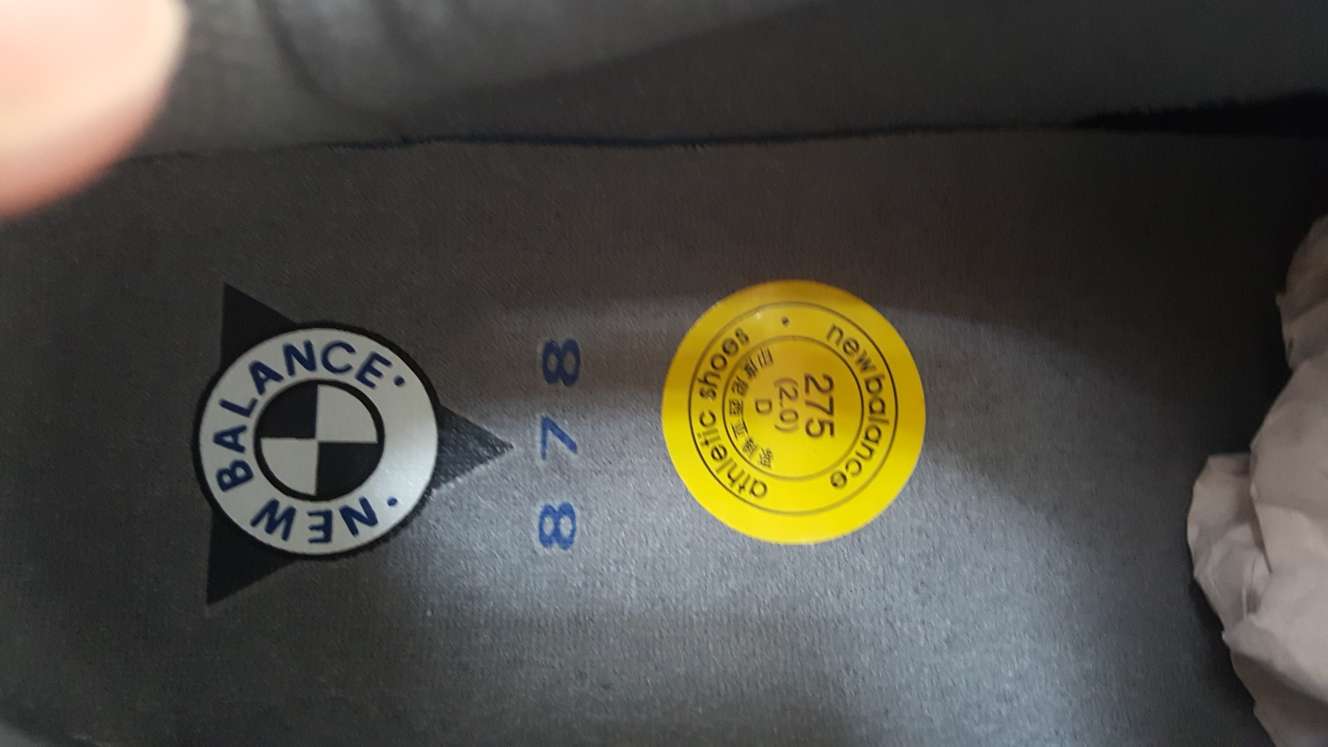 NEW BALANCE
878
newbalance
275
(2.0)
D
athletic shoes